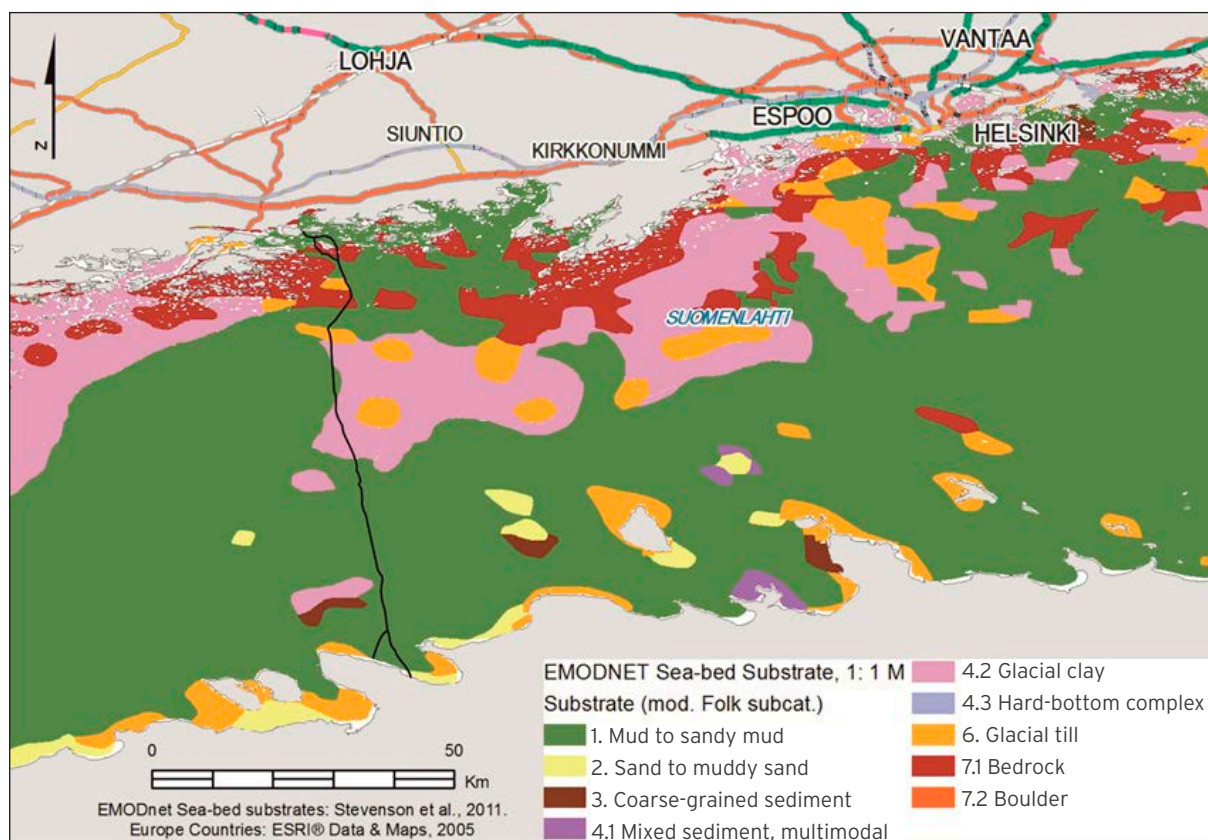 VANTAA
LOHJA
ESPOO
HELSINKI
SIUNTIO
KIRKKONUMMI
N
SUOMENLAHTI
EMODNET Sea-bed Substrate, 1: 1 M
Substrate (mod. Folk subcat.)
1. Mud to sandy mud
2. Sand to muddy sand
3. Coarse-grained sediment
4.1 Mixed sediment, multimodal
4.2 Glacial clay
4.3 Hard-bottom complex
6. Glacial till
7.1 Bedrock
7.2 Boulder
0 50
Km
EMODnet Sea-bed substrates: Stevenson et al., 2011.
Europe Countries: ESRI® Data & Maps, 2005